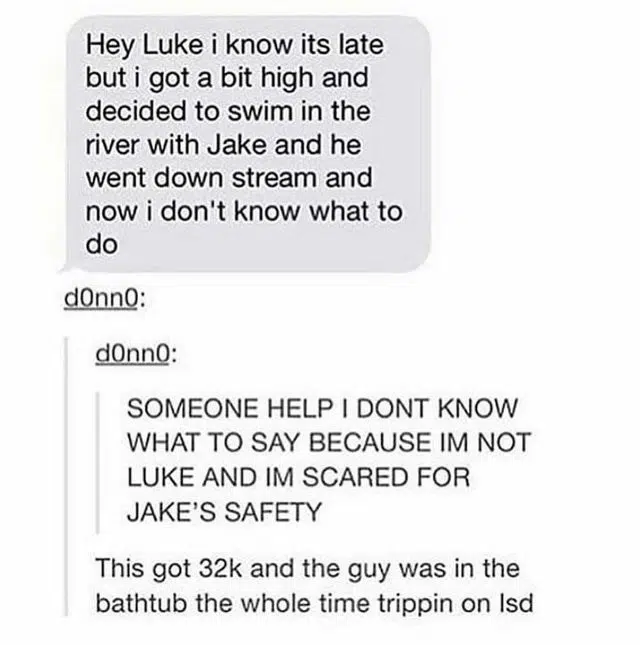 Hey Luke i know its late
but i got a bit high and
decided to swim in the
river with Jake and he
went down stream and
now i don't know what to
do
d0nn0:
d0nn0:
SOMEONE HELP I DONT KNOW
WHAT TO SAY BECAUSE IM NOT
LUKE AND IM SCARED FOR
JAKE'S SAFETY
This got 32k and the guy was in the
bathtub the whole time trippin on lsd